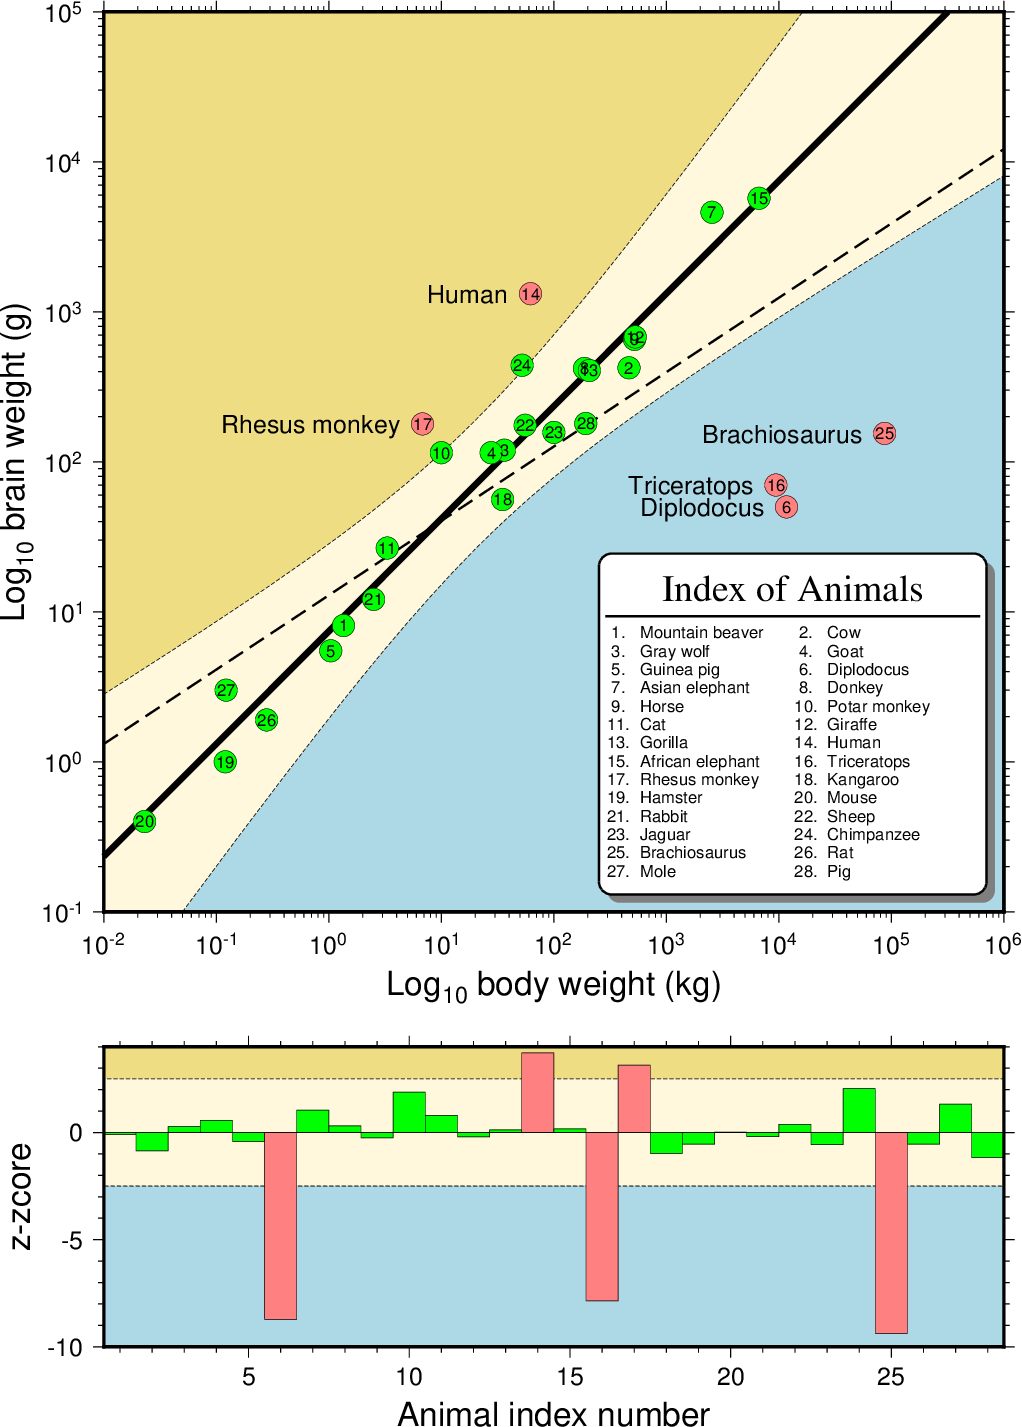 10^5
10^4
10^3
10^2
10^1
10^0
10^-1
Log10 brain weight (g)
7
15
Human 14
12
9
24
8
13
2
Rhesus monkey 17
22
28
23
Brachiosaurus 25
10
4
3
Triceratops 16
18
Diplodocus 6
11
21
1
5
27
26
19
20
Index of Animals
1. Mountain beaver 2. Cow
3. Gray wolf 4. Goat
5. Guinea pig 6. Diplodocus
7. Asian elephant 8. Donkey
9. Horse 10. Potar monkey
11. Cat 12. Giraffe
13. Gorilla 14. Human
15. African elephant 16. Triceratops
17. Rhesus monkey 18. Kangaroo
19. Hamster 20. Mouse
21. Rabbit 22. Sheep
23. Jaguar 24. Chimpanzee
25. Brachiosaurus 26. Rat
27. Mole 28. Pig
10^-2 10^-1 10^0 10^1 10^2 10^3 10^4 10^5 10^6
Log10 body weight (kg)
0
-5
-10
z-zcore
5 10 15 20 25
Animal index number